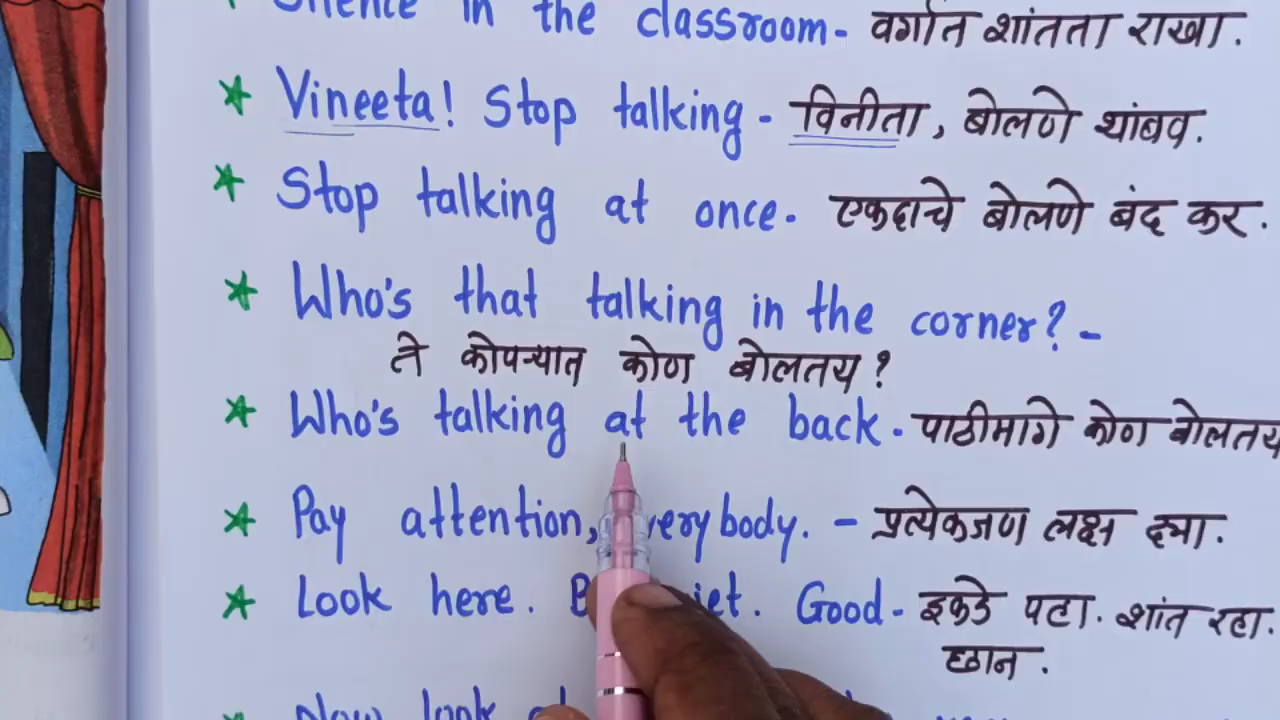 Silence in the classroom- वर्गात शांतता राखा.
Vineeta! Stop talking - विनीता, बोलणे थांबव.
Stop talking at once- एकदाचे बोलणे बंद कर.
Who's that talking in the corner? -
ते कोपऱ्यात कोण बोलतय?
Who's talking at the back. पाठीमागे कोण बोलतय
Pay attention, everybody. - प्रत्येकजण लक्ष द्या.
Look here. Good- इकडे पहा. शांत रहा.
छान.
Now look